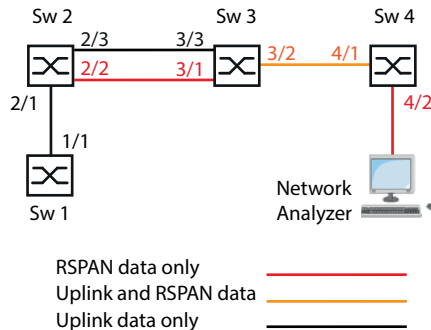 Sw 2
Sw 3
Sw 4
2/3
3/3
2/2
3/1
3/2
4/1
2/1
4/2
1/1
Sw 1
Network
Analyzer
RSPAN data only
Uplink and RSPAN data
Uplink data only